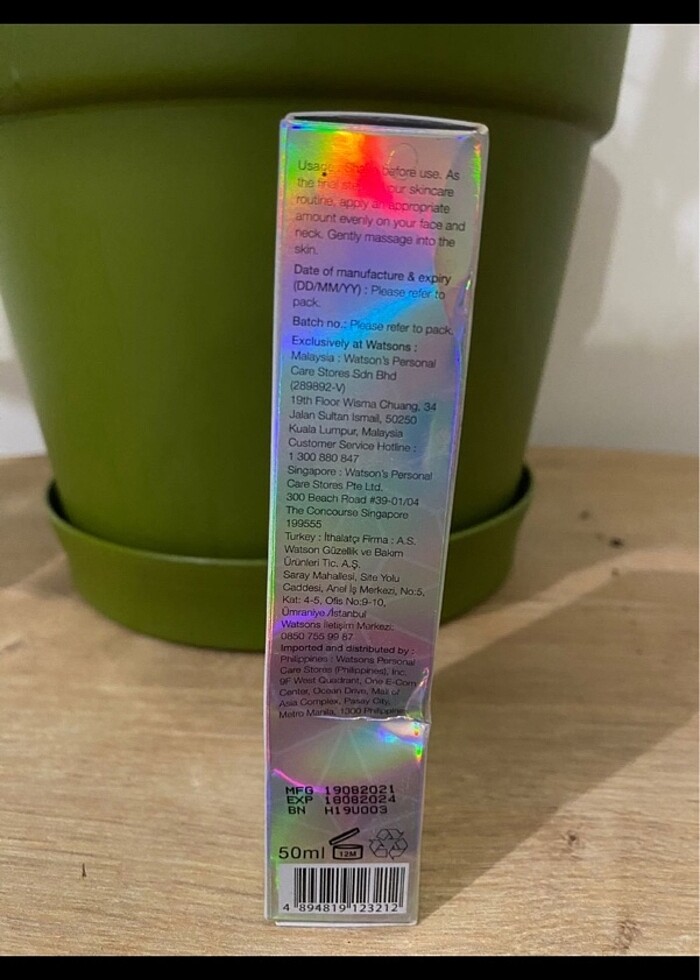 Usage: Shake before use. As
the final step of your skincare
routine, apply an appropriate
amount evenly on your face and
neck. Gently massage into the
skin.
Date of manufacture & expiry
(DD/MM/YY) : Please refer to
pack.
Batch no.: Please refer to pack.
Exclusively at Watsons :
Malaysia : Watson's Personal
Care Stores Sdn Bhd
(289892-V)
19th Floor Wisma Chuang, 34
Jalan Sultan Ismail, 50250
Kuala Lumpur, Malaysia
Customer Service Hotline :
1 300 880 847
Singapore : Watson's Personal
Care Stores Pte Ltd.
300 Beach Road #39-01/04
The Concourse Singapore
199555
Turkey : İthalatçı Firma : A.S.
Watson Güzellik ve Bakım
Ürünleri Tic. A.Ş.
Saray Mahallesi, Site Yolu
Caddesi, Anel İş Merkezi, No:5,
Kat: 4-5, Ofis No:9-10,
Ümraniye /İstanbul
Watsons İletişim Merkezi:
0850 755 99 87
Imported and distributed by :
Philippines : Watsons Personal
Care Stores (Philippines), Inc.
9F West Quadrant, One E-Com
Center, Ocean Drive, Mall of
Asia Complex, Pasay City,
Metro Manila, 1300 Philippines
MFG 19082021
EXP 18082024
BN H19U003
50ml 12M
4 894819 123212